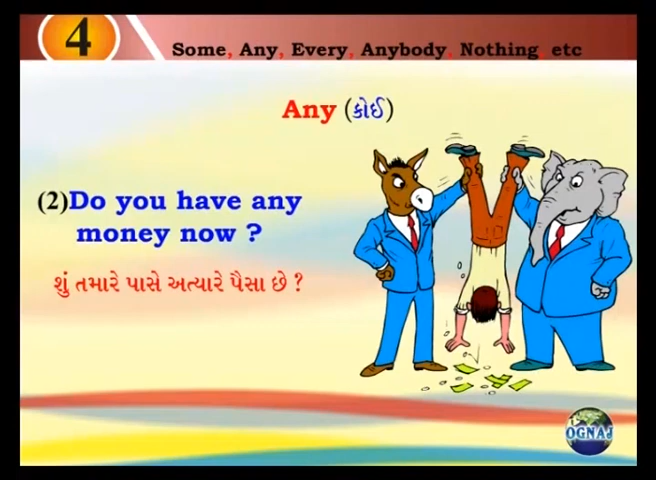 4
Some, Any, Every, Anybody, Nothing etc
Any (કોઈ)
(2)Do you have any
money now ?
શું તમારે પાસે અત્યારે પૈસા છે ?
OGNAJ